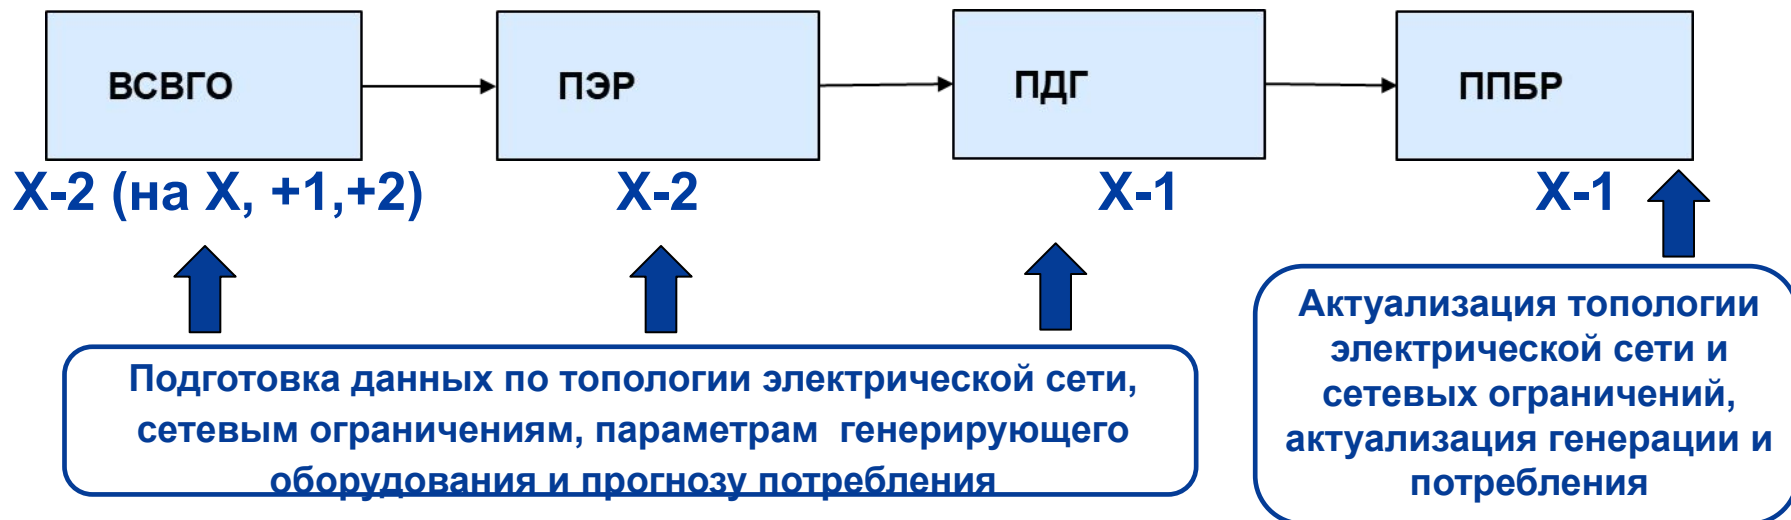 ВСВГО
ПЭР
ПДГ
ППБР
X-2 (на X, +1,+2)
X-2
X-1
X-1
Подготовка данных по топологии электрической сети,
сетевым ограничениям, параметрам генерирующего
оборудования и прогнозу потребления
Актуализация топологии
электрической сети и
сетевых ограничений,
актуализация генерации и
потребления